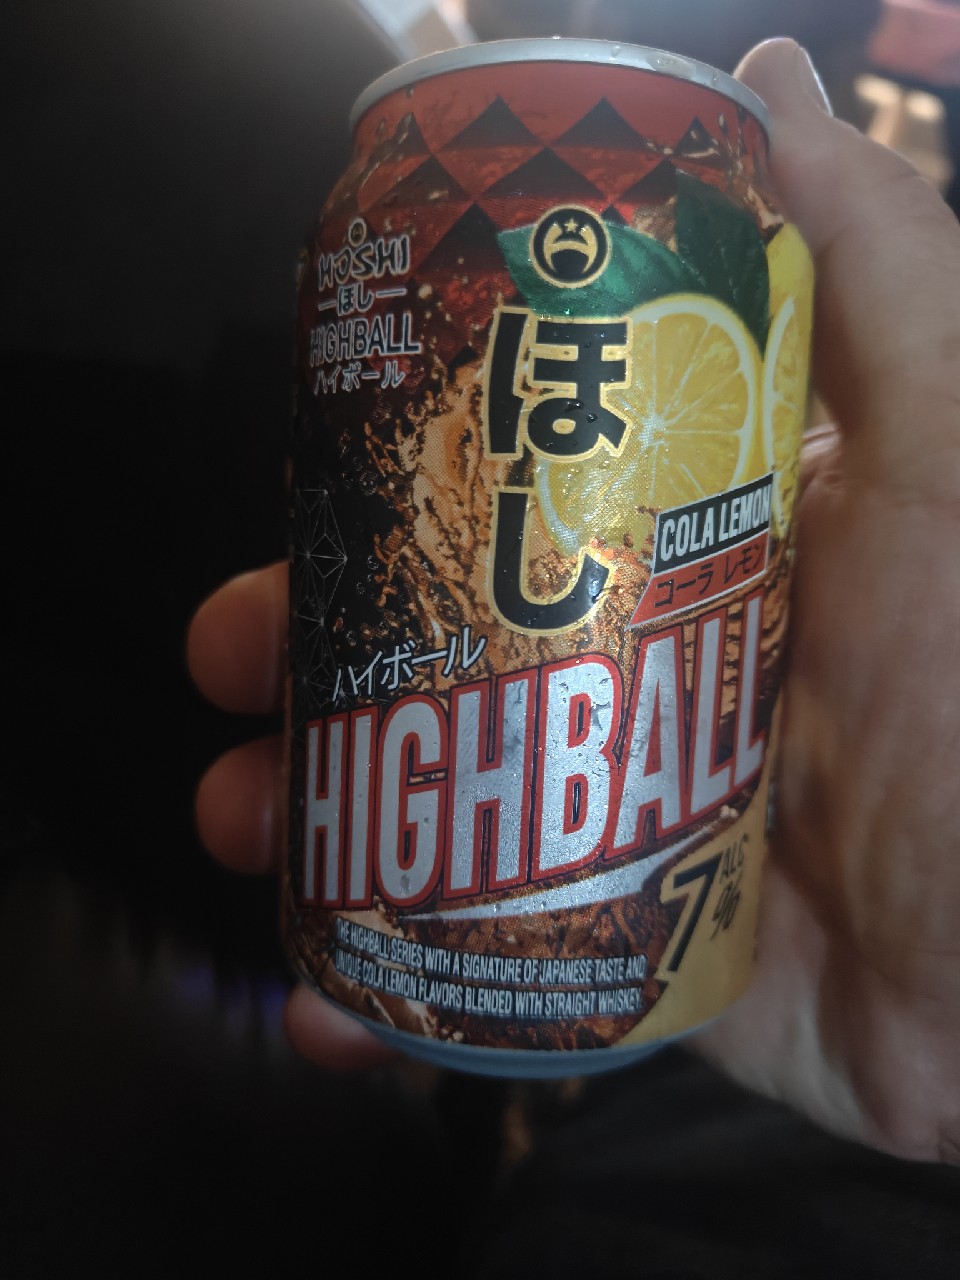 HOSHI
ほし
HIGHBALL
ハイボール
ほし
COLA LEMON
コーラ レモン
ハイボール
HIGHBALL
7% ALC
THE HIGHBALL SERIES WITH A SIGNATURE OF JAPANESE TASTE AND
UNIQUE COLA LEMON FLAVORS BLENDED WITH STRAIGHT WHISKEY.